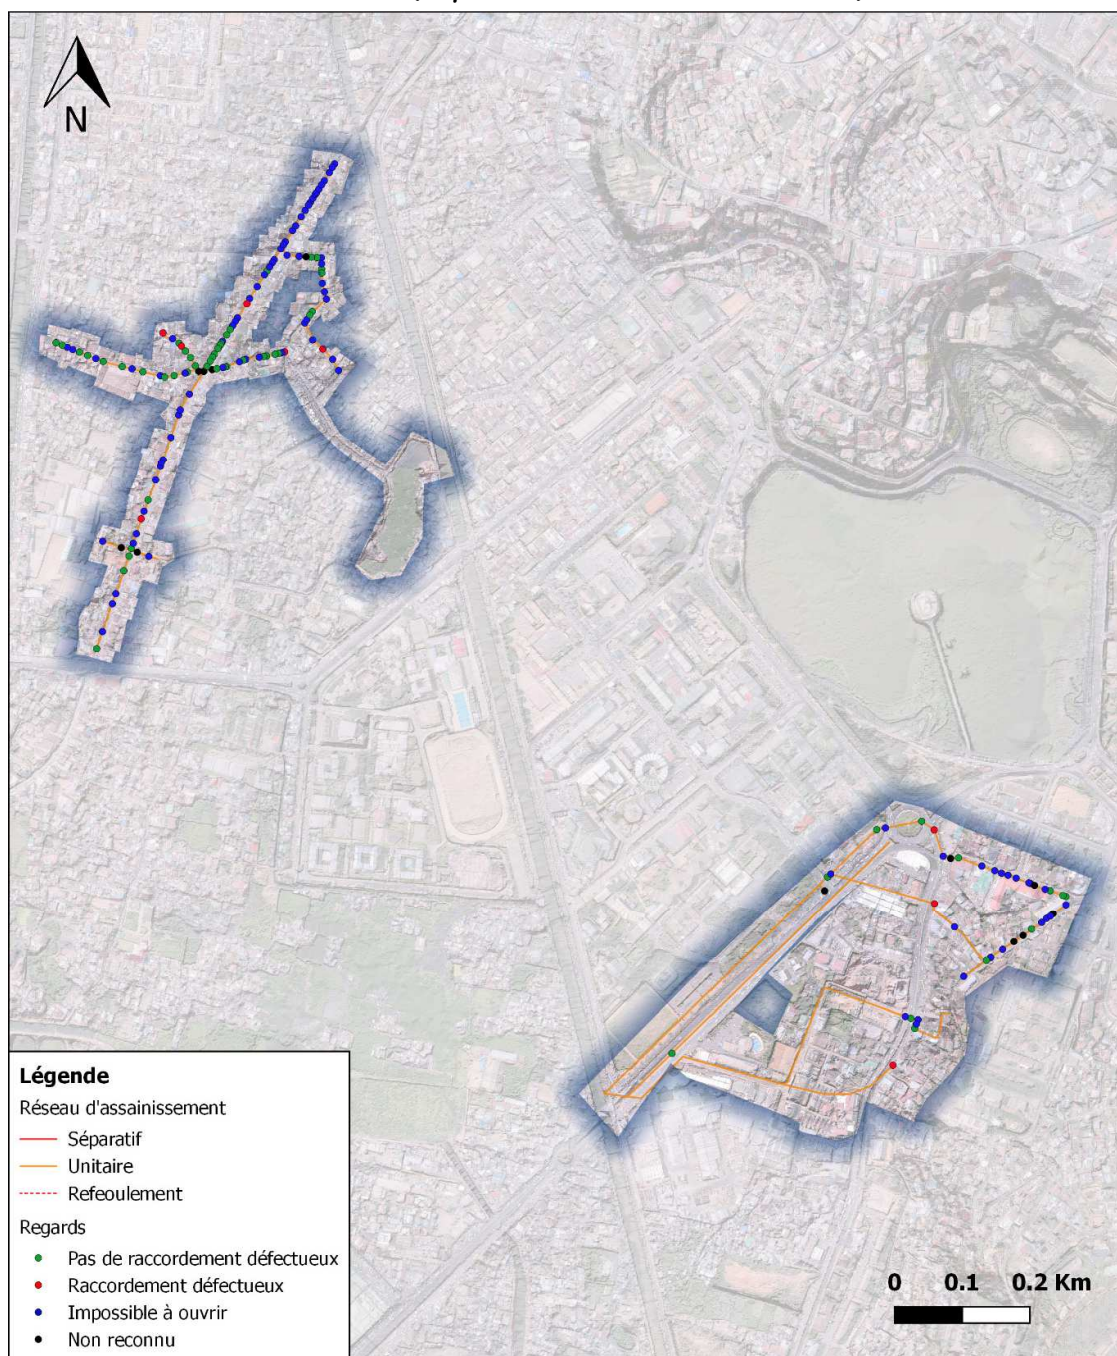 N
Légende
Réseau d'assainissement
Séparatif
Unitaire
Refeoulement
Regards
Pas de raccordement défectueux
Raccordement défectueux
Impossible à ouvrir
Non reconnu
0 0.1 0.2 Km